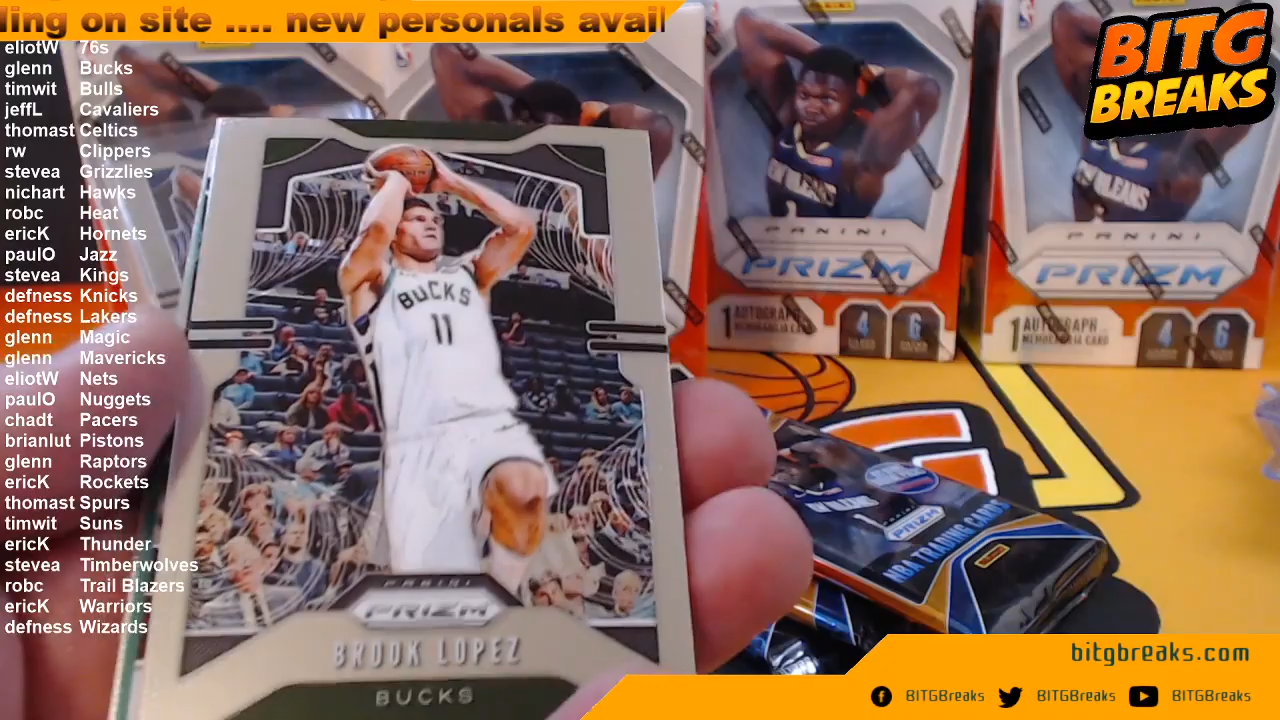 ling on site .... new personals avail
BITG
BREAKS
eliotW 76s
glenn Bucks
timwit Bulls
jeffL Cavaliers
thomast Celtics
rw Clippers
stevea Grizzlies
nichart Hawks
robc Heat
ericK Hornets
paulO Jazz
stevea Kings
defness Knicks
defness Lakers
glenn Magic
glenn Mavericks
eliotW Nets
paulO Nuggets
chadt Pacers
brianlut Pistons
glenn Raptors
ericK Rockets
thomast Spurs
timwit Suns
ericK Thunder
stevea Timberwolves
robc Trail Blazers
ericK Warriors
defness Wizards
BUCKS
11
PANINI
PRIZM
BROOK LOPEZ
BUCKS
PANINI
PRIZM
1 AUTOGRAPH
MEMORABILIA CARD
4
6
PANINI
PRIZM
1 AUTOGRAPH
MEMORABILIA CARD
4
6
PRIZM
NBA TRADING CARDS
bitgbreaks.com
BITGBreaks BITGBreaks BITGBreaks